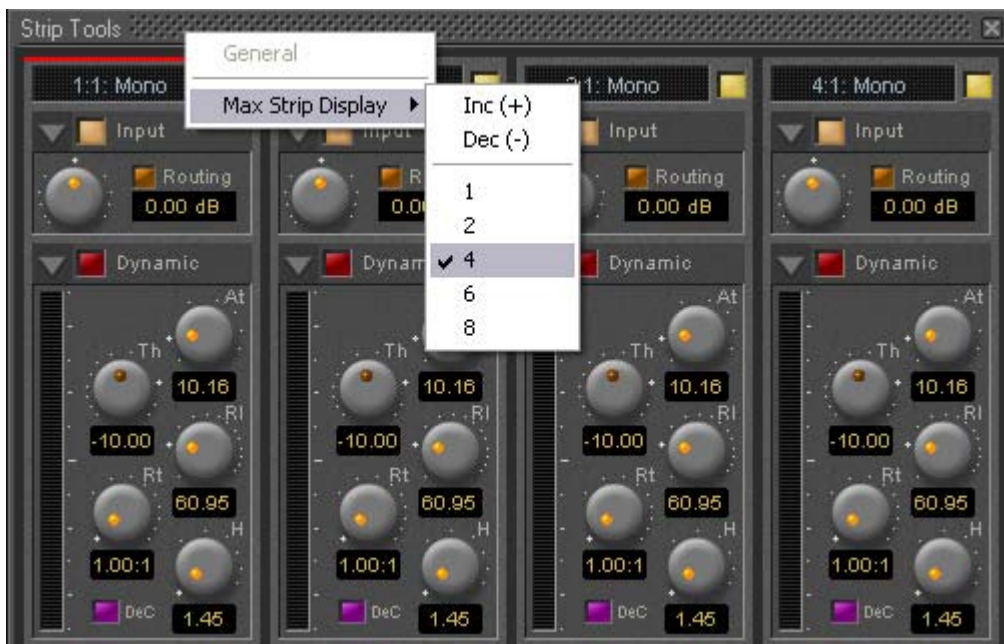 Strip Tools
General
Max Strip Display
Inc (+)
Dec (-)
1
2
4
6
8
1:1: Mono
Input
Routing
0.00 dB
Dynamic
At
Th
10.16
Rl
-10.00
Rt
60.95
H
1.00:1
DeC
1.45
Input
0.0
Th
-10.00
Rl
Rt
60.95
H
1.00:1
DeC
1.45
1: Mono
Input
Routing
0.00 dB
Dynamic
At
Th
10.16
Rl
-10.00
Rt
60.95
H
1.00:1
DeC
1.45
4:1: Mono
Input
Routing
0.00 dB
Dynamic
At
Th
10.16
Rl
-10.00
Rt
60.95
H
1.00:1
DeC
1.45